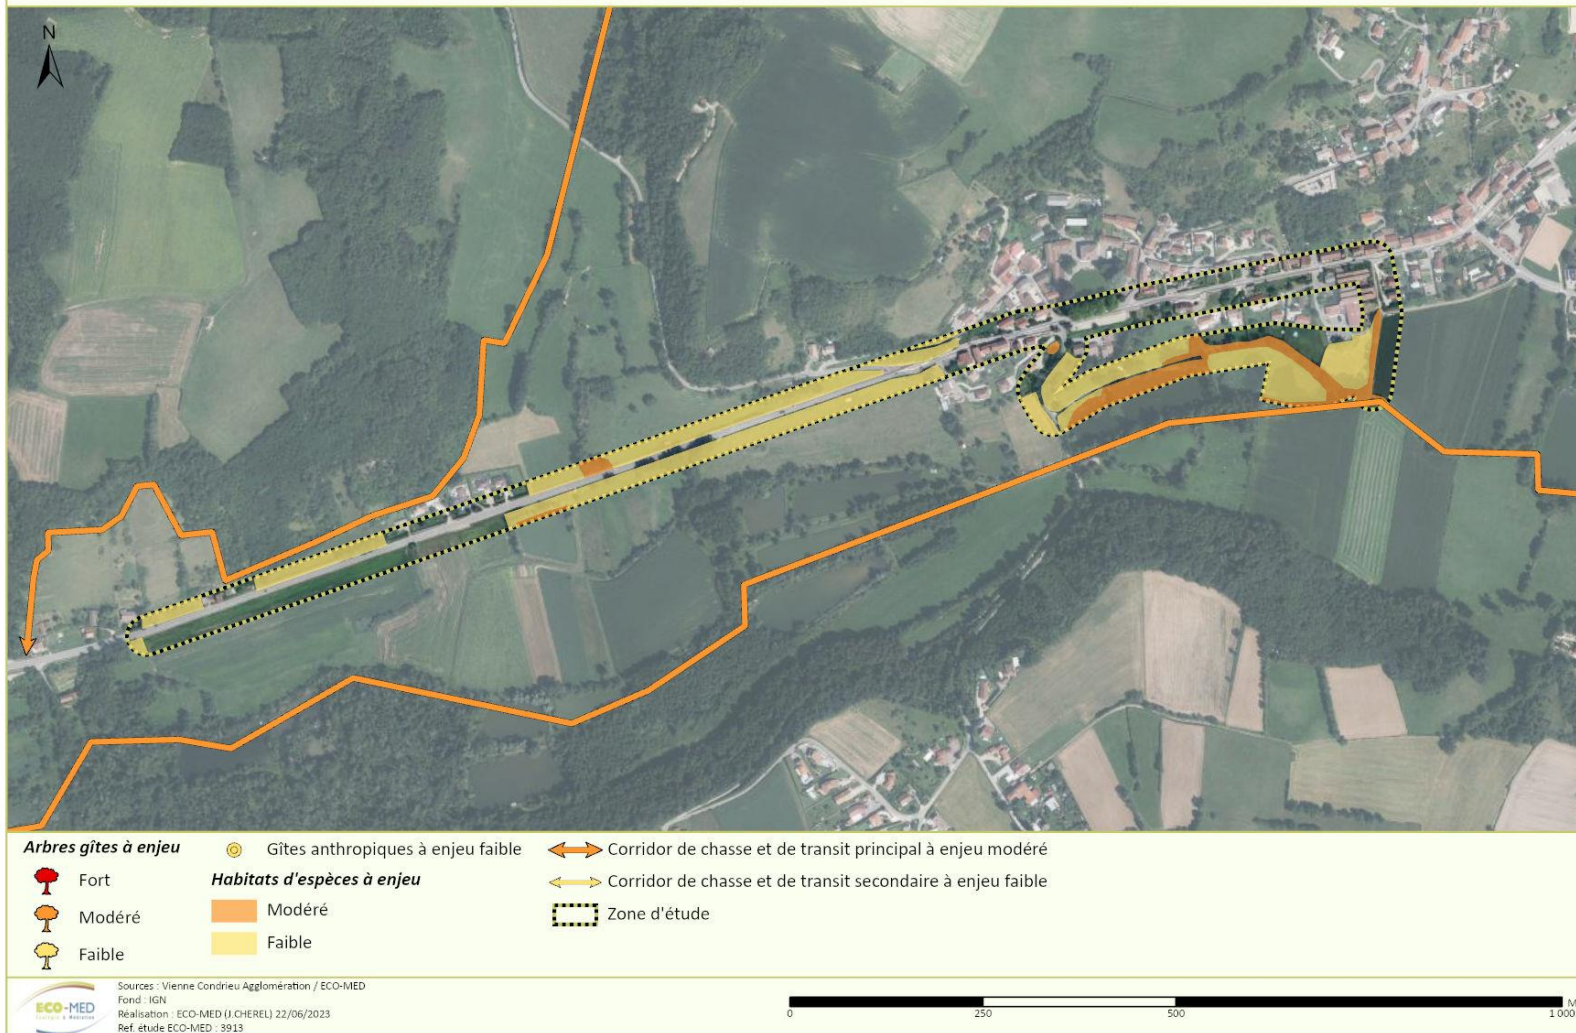 N
Arbres gîtes à enjeu
Fort
Modéré
Faible
Gîtes anthropiques à enjeu faible
Habitats d'espèces à enjeu
Modéré
Faible
Corridor de chasse et de transit principal à enjeu modéré
Corridor de chasse et de transit secondaire à enjeu faible
Zone d'étude
ECO-MED
Sources : Vienne Condrieu Agglomération / ECO-MED
Fond : IGN
Réalisation : ECO-MED (J.CHEREL) 22/06/2023
Ref. étude ECO-MED : 3913
0 250 500 1 000
M